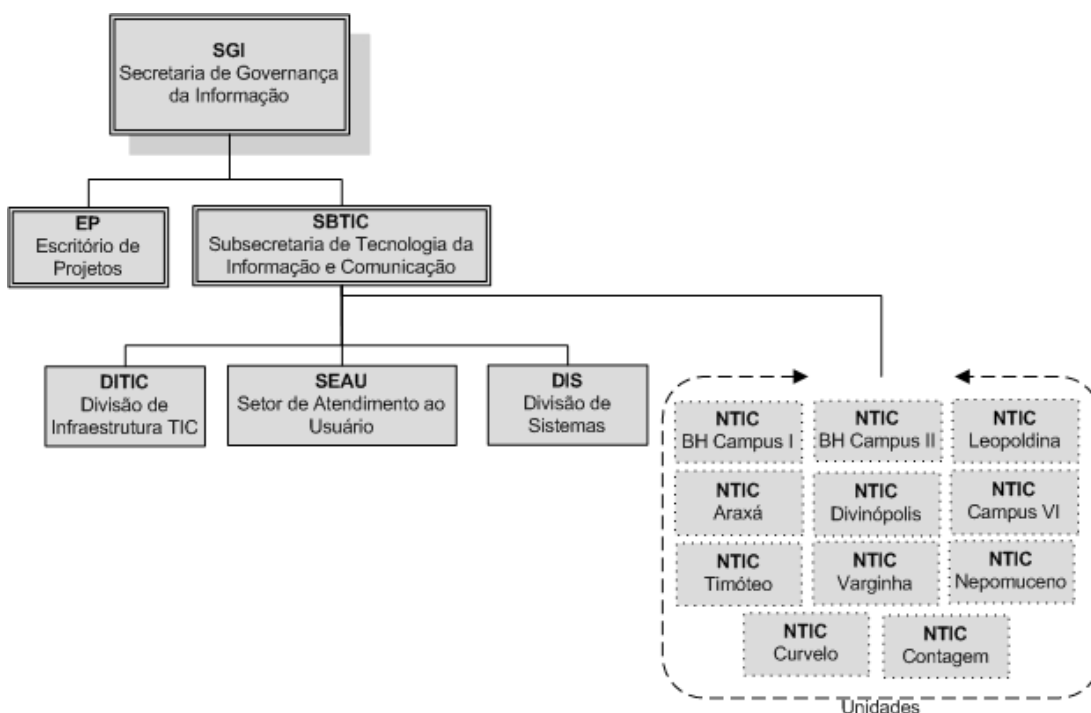 SGI
Secretaria de Governança
da Informação
EP
Escritório de
Projetos
SBTIC
Subsecretaria de Tecnologia da
Informação e Comunicação
DITIC
Divisão de
Infraestrutura TIC
SEAU
Setor de Atendimento ao
Usuário
DIS
Divisão de
Sistemas
NTIC
BH Campus I
NTIC
BH Campus II
NTIC
Leopoldina
NTIC
Araxá
NTIC
Divinópolis
NTIC
Campus VI
NTIC
Timóteo
NTIC
Varginha
NTIC
Nepomuceno
NTIC
Curvelo
NTIC
Contagem
Unidades